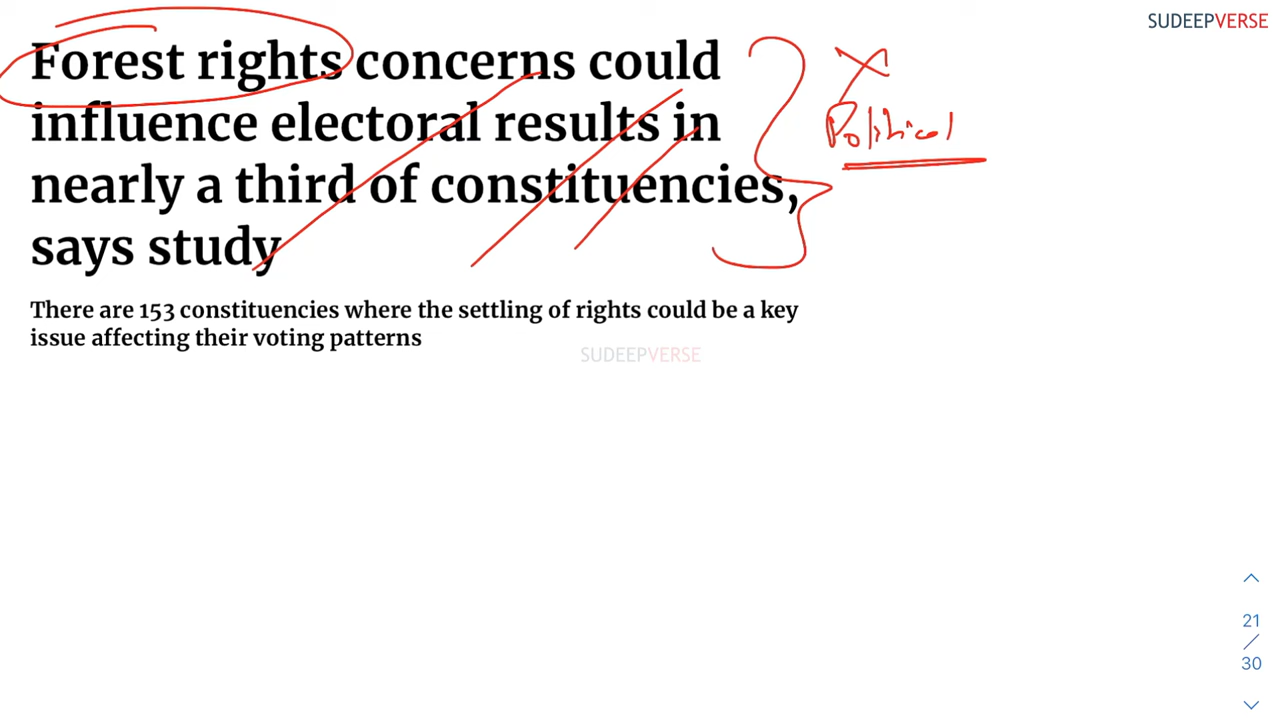 SUDEEPVERSE
Forest rights concerns could
influence electoral results in
nearly a third of constituencies,
says study
Political
There are 153 constituencies where the settling of rights could be a key
issue affecting their voting patterns
SUDEEPVERSE
21
/
30